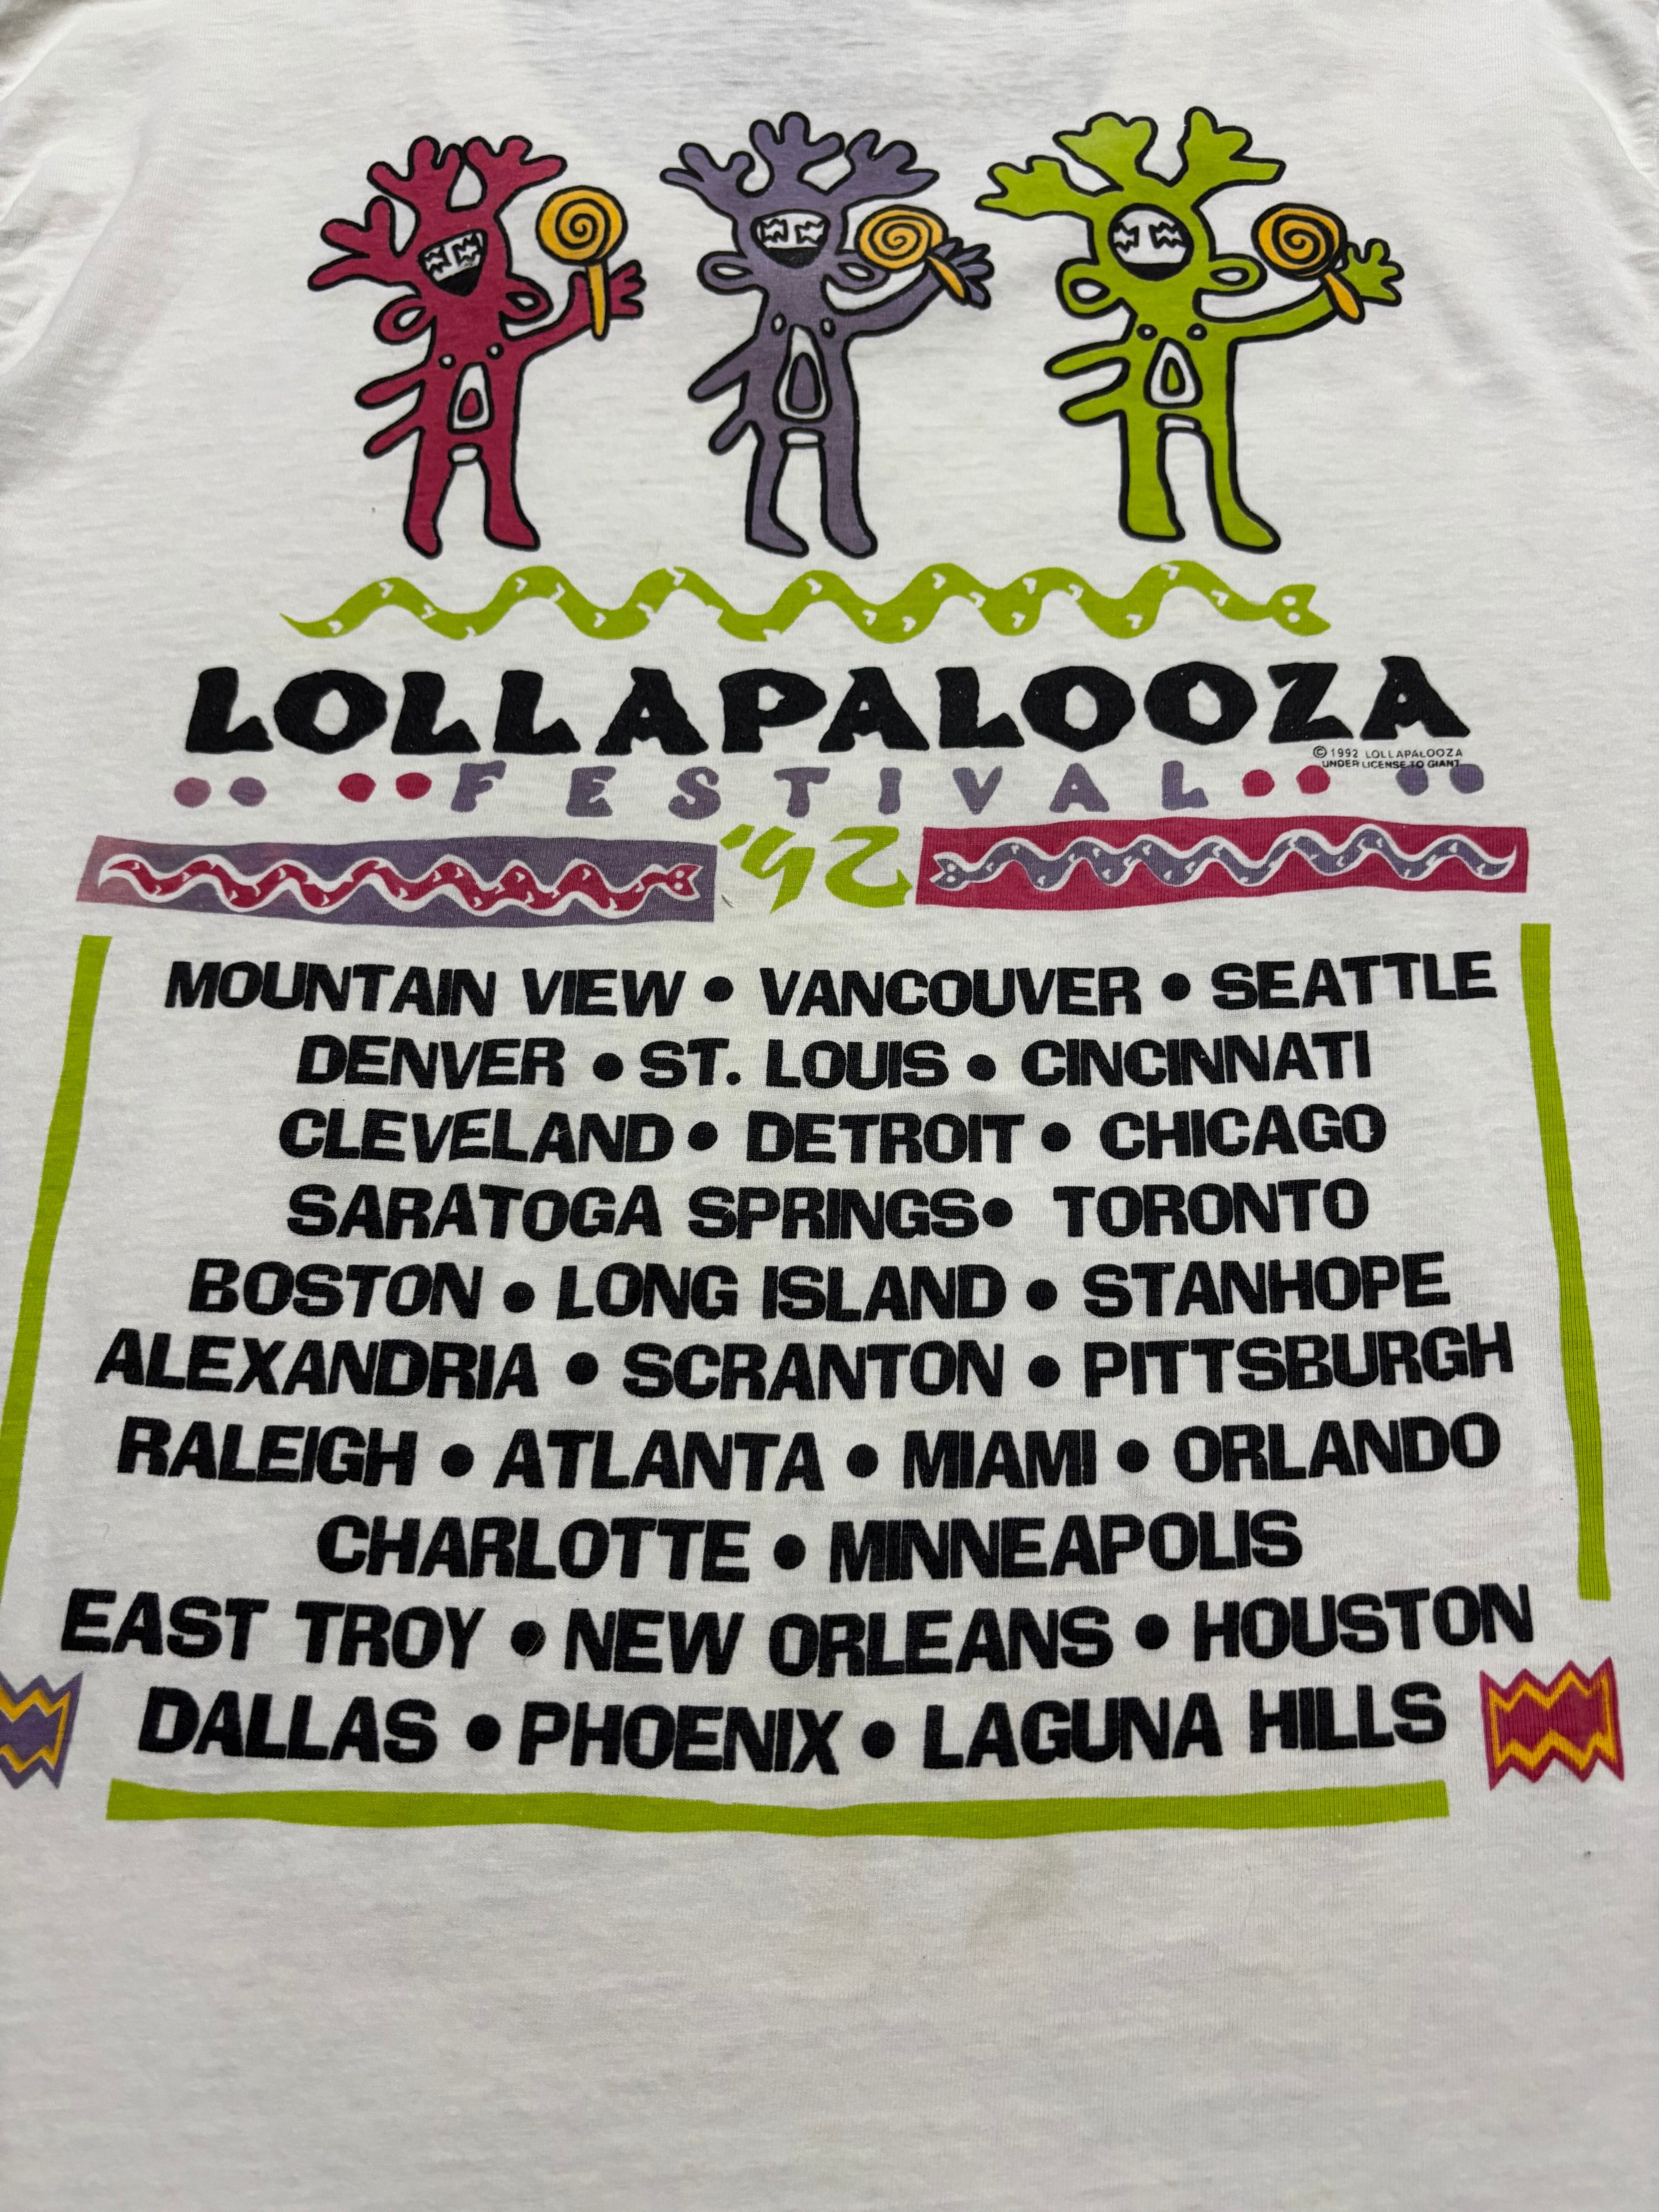 LOLLAPALOOZA
© 1992 LOLLAPALOOZA
UNDER LICENSE TO GIANT
FESTIVAL
'92
MOUNTAIN VIEW • VANCOUVER • SEATTLE
DENVER • ST. LOUIS • CINCINNATI
CLEVELAND • DETROIT • CHICAGO
SARATOGA SPRINGS • TORONTO
BOSTON • LONG ISLAND • STANHOPE
ALEXANDRIA • SCRANTON • PITTSBURGH
RALEIGH • ATLANTA • MIAMI • ORLANDO
CHARLOTTE • MINNEAPOLIS
EAST TROY • NEW ORLEANS • HOUSTON
DALLAS • PHOENIX • LAGUNA HILLS